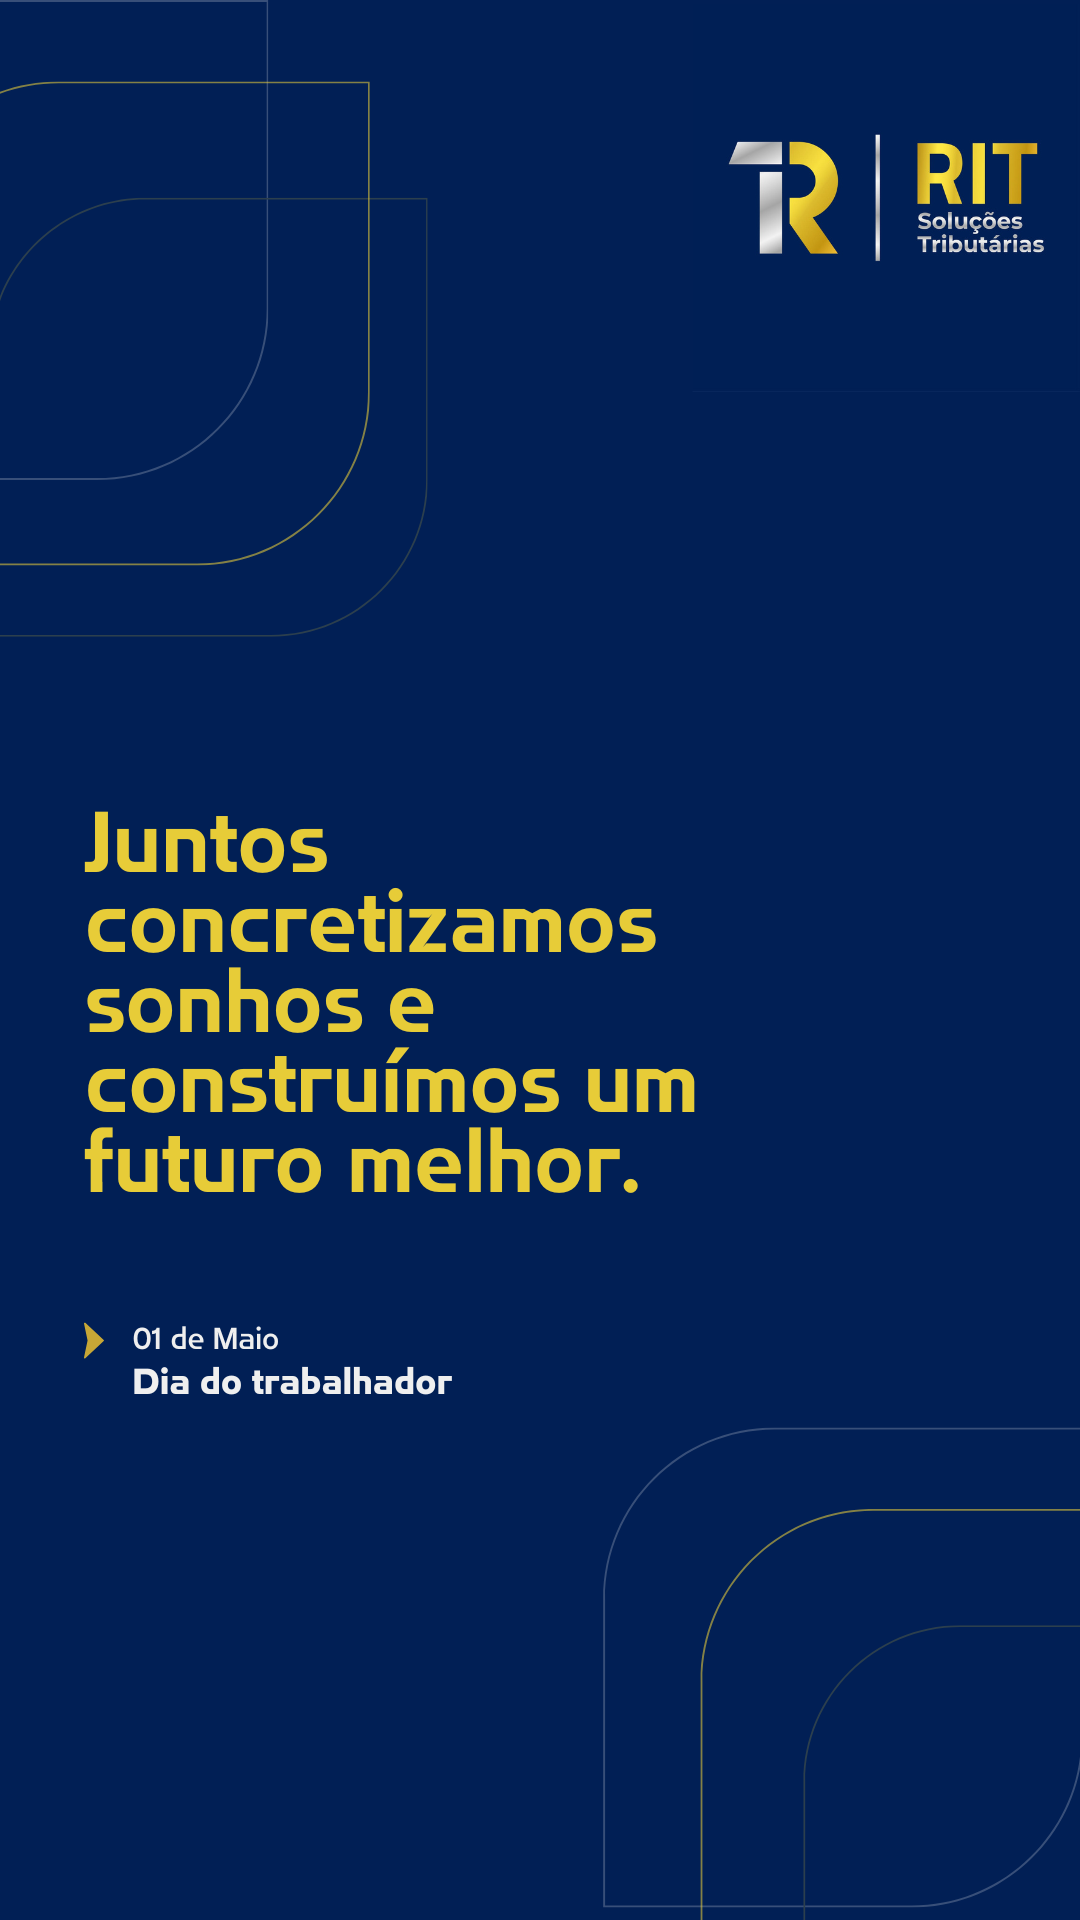 RIT
Soluções
Tributárias
Juntos
concretizamos
sonhos e
construímos um
futuro melhor.
01 de Maio
Dia do trabalhador